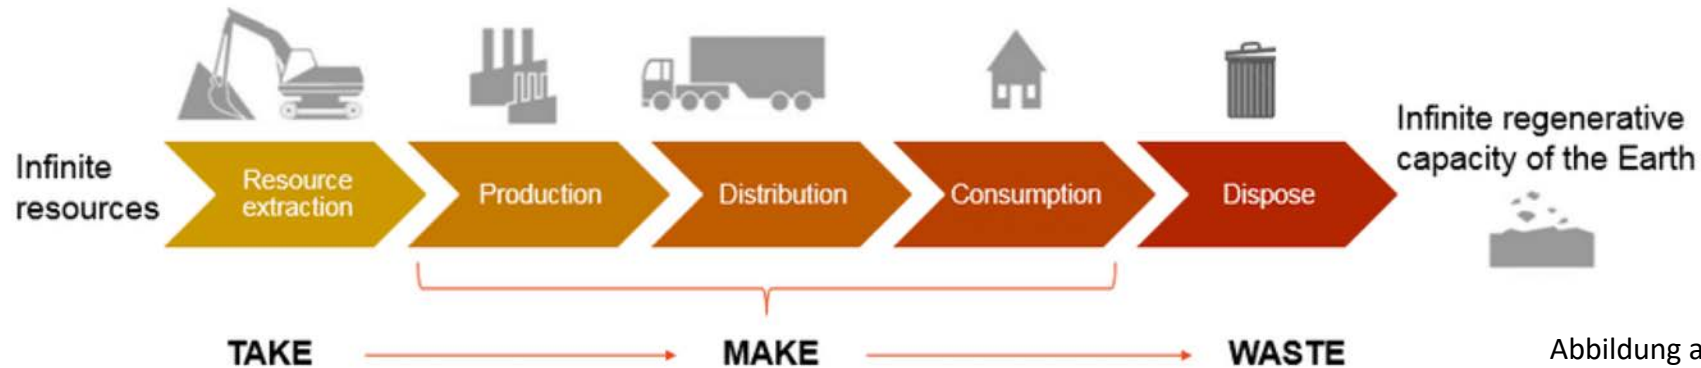 Infinite
resources
Resource
extraction
Production
Distribution
Consumption
Dispose
Infinite regenerative
capacity of the Earth
TAKE
MAKE
WASTE
Abbildung